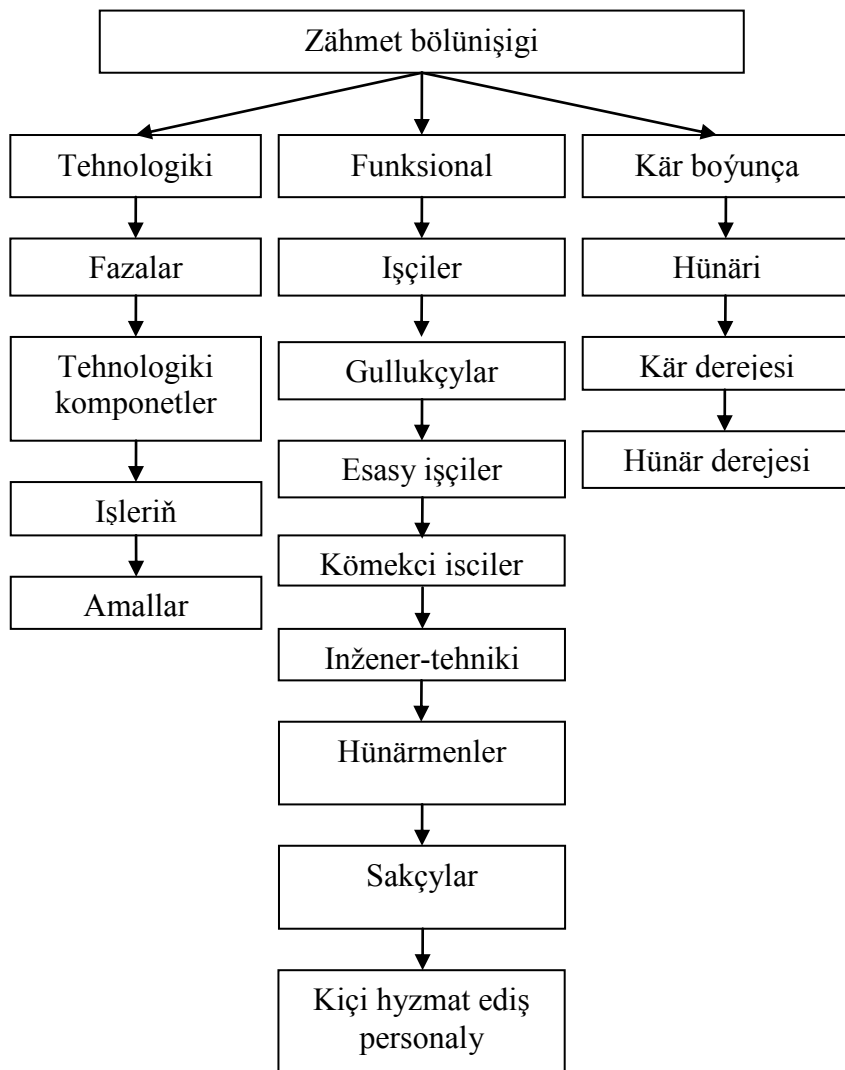 Zähmet bölünişigi
Tehnologiki
Fazalar
Tehnologiki
komponetler
Işleriň
Amallar
Funksional
Işçiler
Gullukçylar
Esasy işçiler
Kömekci isciler
Inžener-tehniki
Hünärmenler
Sakçylar
Kiçi hyzmat ediş
personaly
Kär boýunça
Hünäri
Kär derejesi
Hünär derejesi